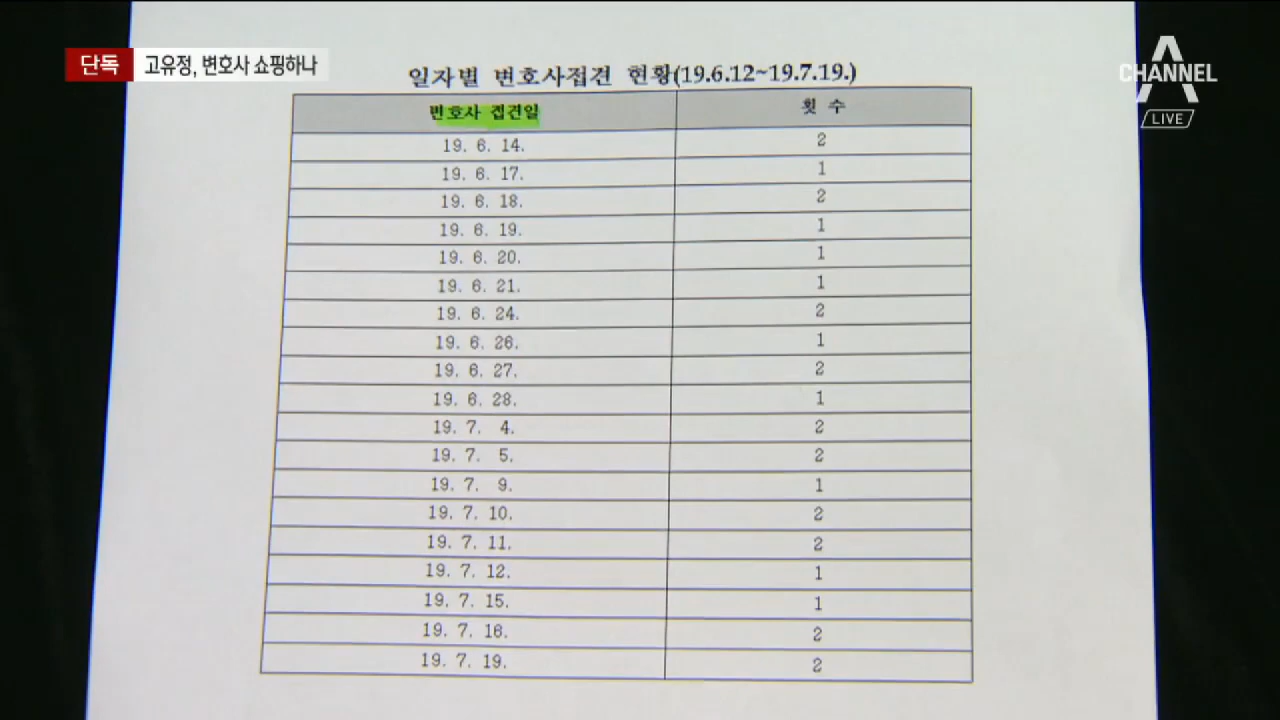 단독 고유정, 변호사 쇼핑하나
CHANNEL A
LIVE
일자별 변호사접견 현황(19.6.12~19.7.19.)
변호사 접견일 횟 수
19. 6. 14. 2
19. 6. 17. 1
19. 6. 18. 2
19. 6. 19. 1
19. 6. 20. 1
19. 6. 21. 1
19. 6. 24. 2
19. 6. 26. 1
19. 6. 27. 2
19. 6. 28. 1
19. 7. 4. 2
19. 7. 5. 2
19. 7. 9. 1
19. 7. 10. 2
19. 7. 11. 2
19. 7. 12. 1
19. 7. 15. 1
19. 7. 16. 2
19. 7. 19. 2